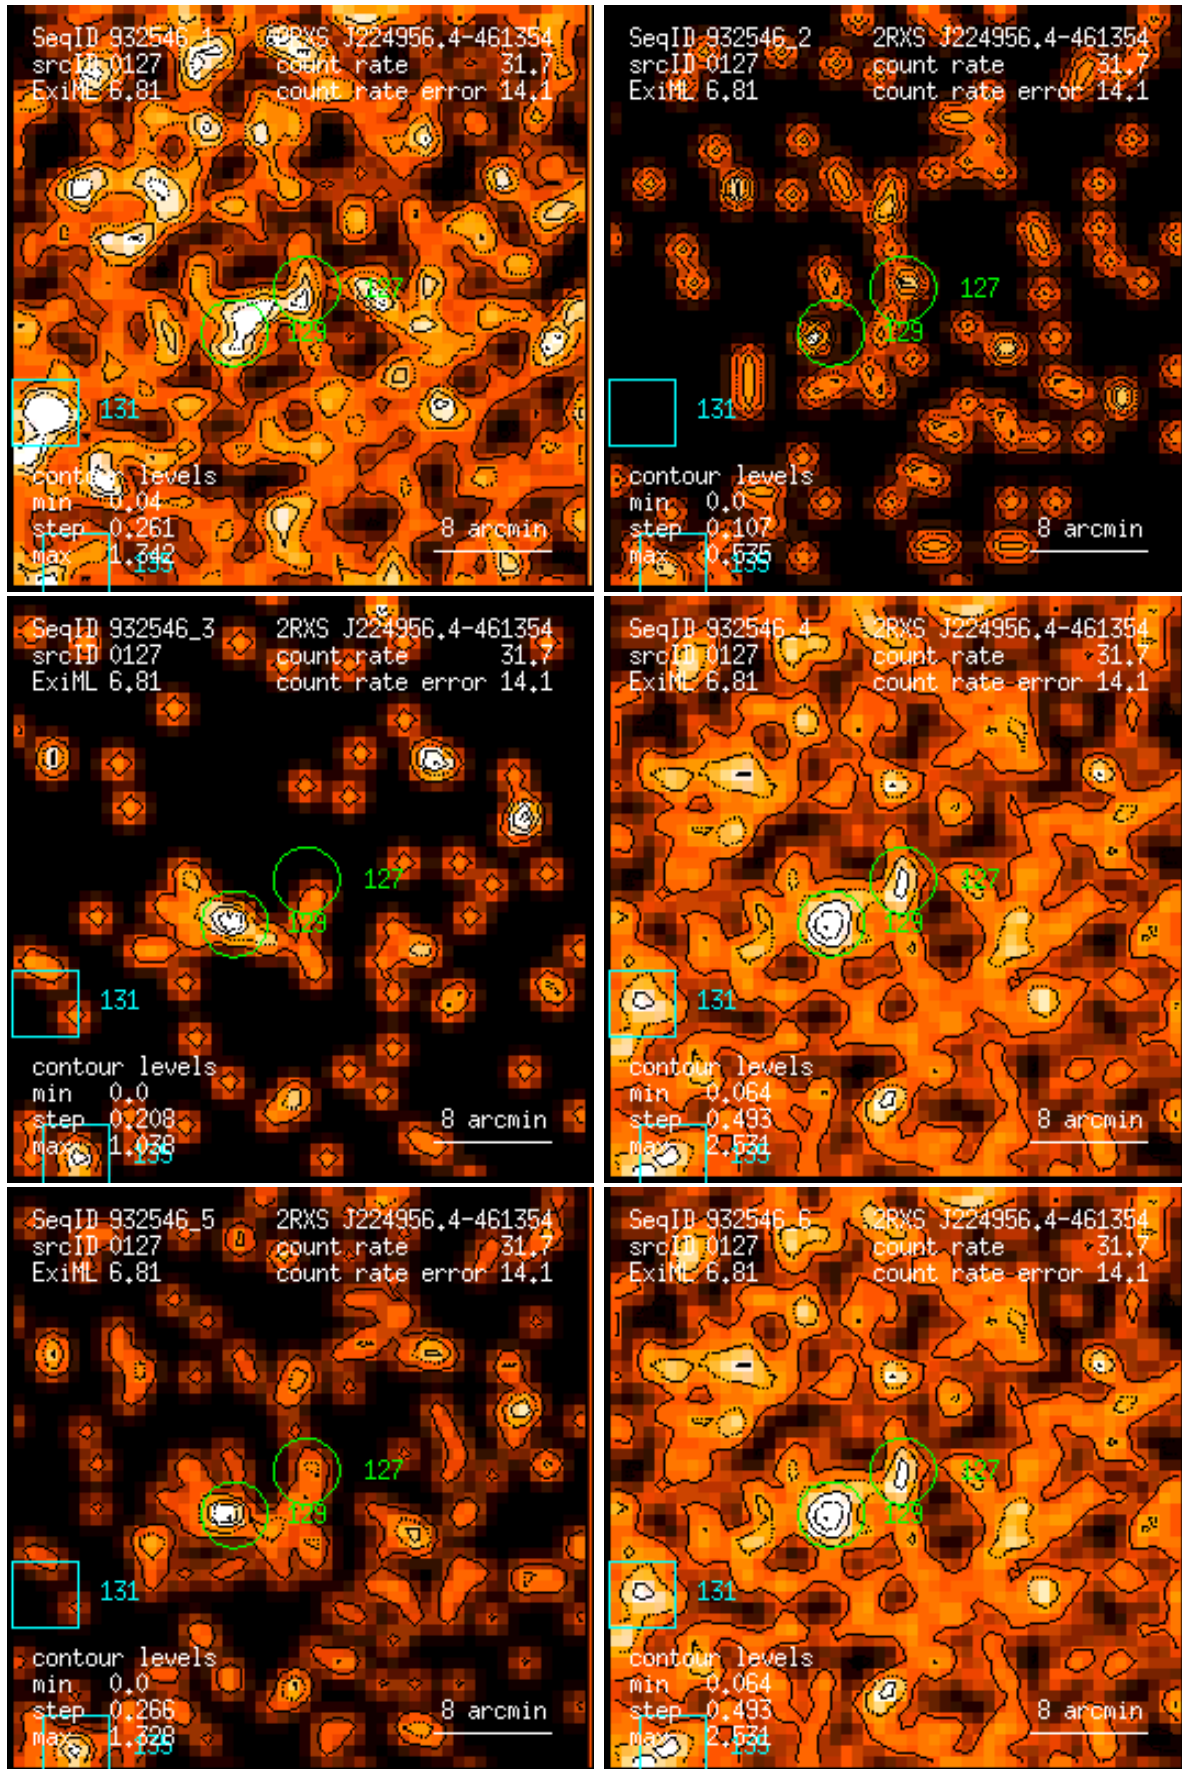 SeqID 932546_1 2RXS J224956.4-461354
srcID 0127 count rate 31.7
ExiML 6.81 count rate error 14.1
127
129
131
contour levels
min 0.04
step 0.261 8 arcmin
max 1.342 135
SeqID 932546_2 2RXS J224956.4-461354
srcID 0127 count rate 31.7
ExiML 6.81 count rate error 14.1
127
129
131
contour levels
min 0.0
step 0.107 8 arcmin
max 0.535 135
SeqID 932546_3 2RXS J224956.4-461354
srcID 0127 count rate 31.7
ExiML 6.81 count rate error 14.1
127
129
131
contour levels
min 0.0
step 0.208 8 arcmin
max 1.038 135
SeqID 932546_4 2RXS J224956.4-461354
srcID 0127 count rate 31.7
ExiML 6.81 count rate error 14.1
127
129
131
contour levels
min 0.064
step 0.493 8 arcmin
max 2.531 135
SeqID 932546_5 2RXS J224956.4-461354
srcID 0127 count rate 31.7
ExiML 6.81 count rate error 14.1
127
129
131
contour levels
min 0.0
step 0.266 8 arcmin
max 1.328 135
SeqID 932546_6 2RXS J224956.4-461354
srcID 0127 count rate 31.7
ExiML 6.81 count rate error 14.1
127
129
131
contour levels
min 0.064
step 0.493 8 arcmin
max 2.531 135